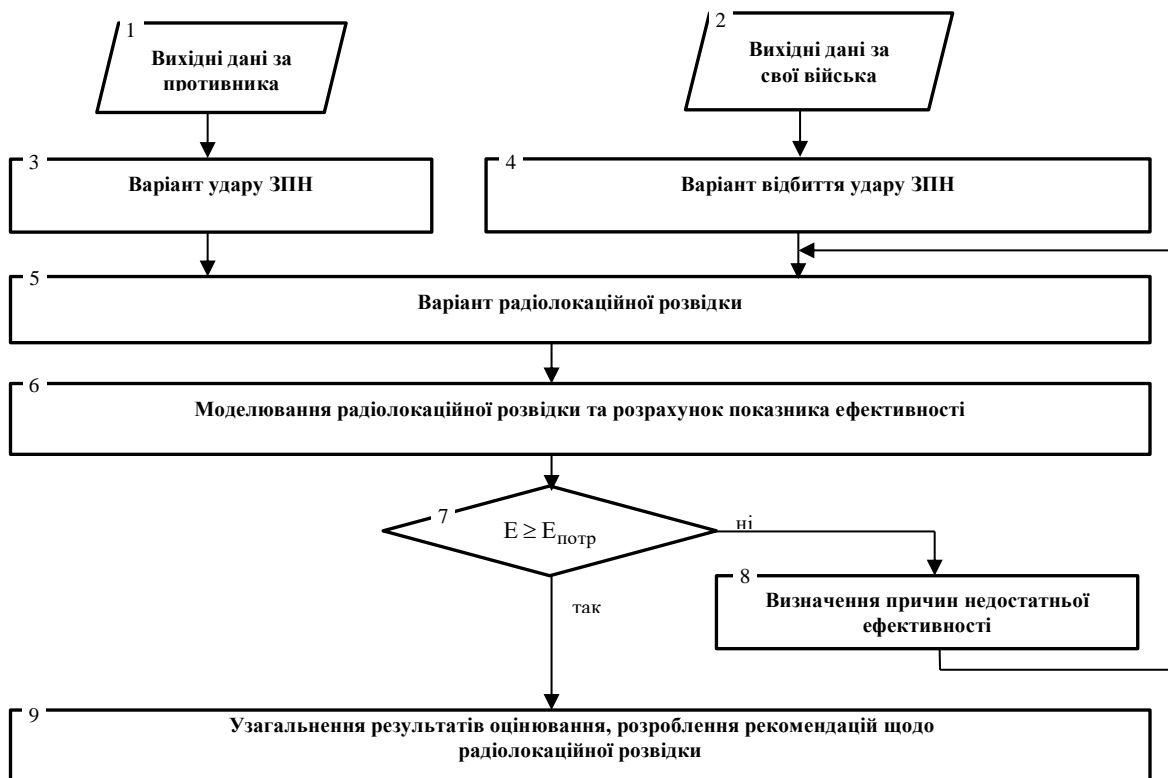 1
Вихідні дані за
противника
2
Вихідні дані за
свої війська
3
Варіант удару ЗПН
4
Варіант відбиття удару ЗПН
5
Варіант радіолокаційної розвідки
6
Моделювання радіолокаційної розвідки та розрахунок показника ефективності
7
E ≥ Eпотр
ні
8
Визначення причин недостатньої
ефективності
так
9
Узагальнення результатів оцінювання, розроблення рекомендацій щодо
радіолокаційної розвідки